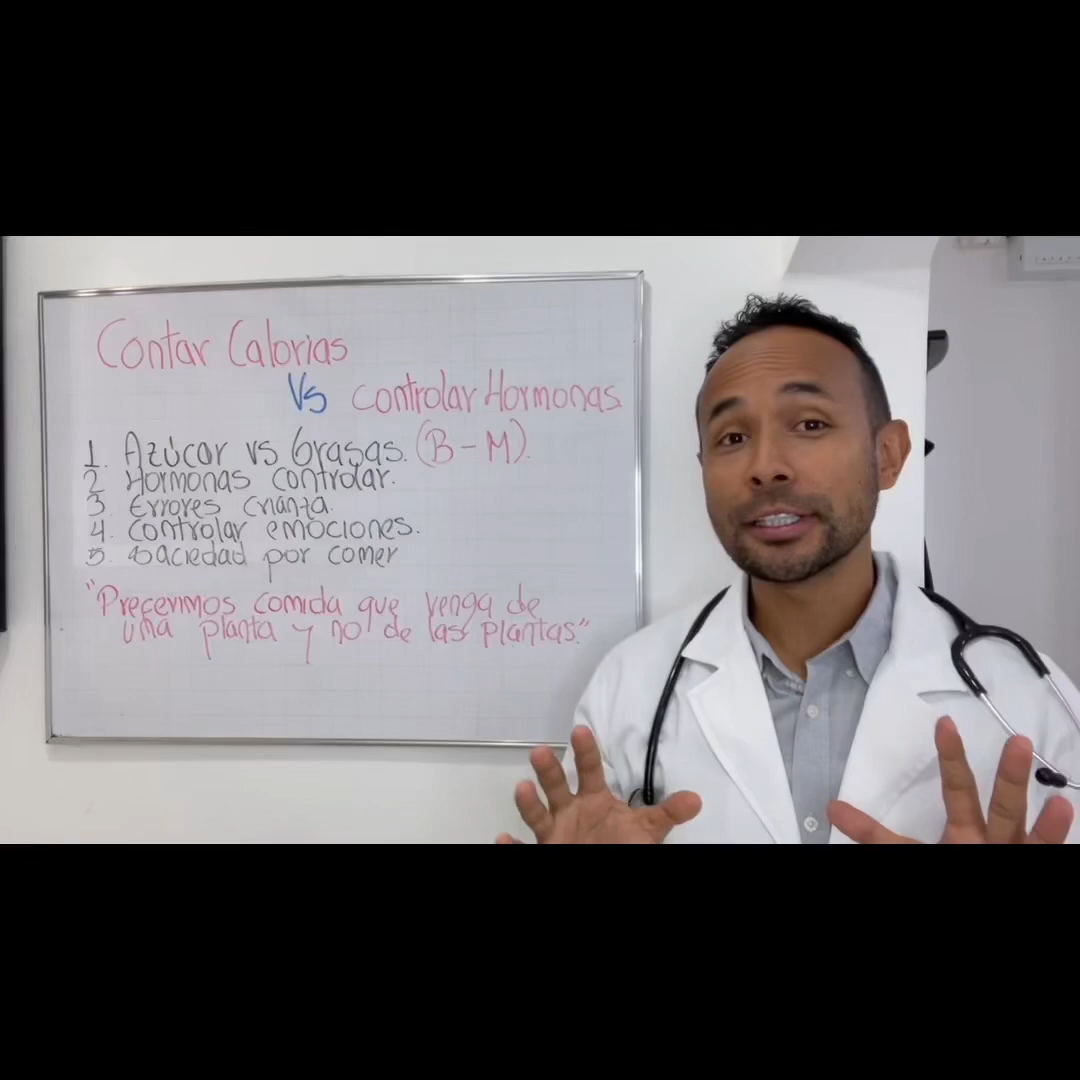 Contar Calorias
Vs Controlar Hormonas
1. Azúcar vs Grasas. (B-M).
2 Hormonas controlar.
3 Errores crianza.
4. Controlar emociones.
5. Saciedad por comer
"Preferimos comida que venga de
una planta y no de las plantas."